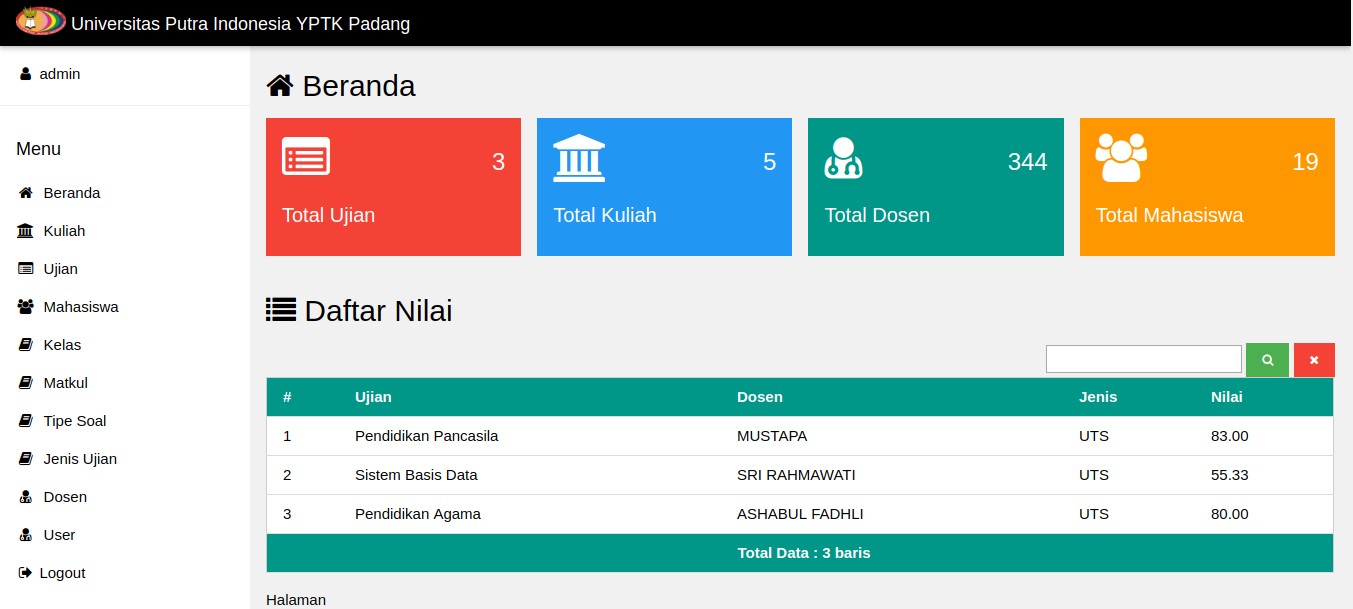 Universitas Putra Indonesia YPTK Padang
admin
Menu
Beranda
Kuliah
Ujian
Mahasiswa
Kelas
Matkul
Tipe Soal
Jenis Ujian
Dosen
User
Logout
Beranda
3
Total Ujian
5
Total Kuliah
344
Total Dosen
19
Total Mahasiswa
Daftar Nilai
# Ujian Dosen Jenis Nilai
1 Pendidikan Pancasila MUSTAPA UTS 83.00
2 Sistem Basis Data SRI RAHMAWATI UTS 55.33
3 Pendidikan Agama ASHABUL FADHLI UTS 80.00
Total Data : 3 baris
Halaman